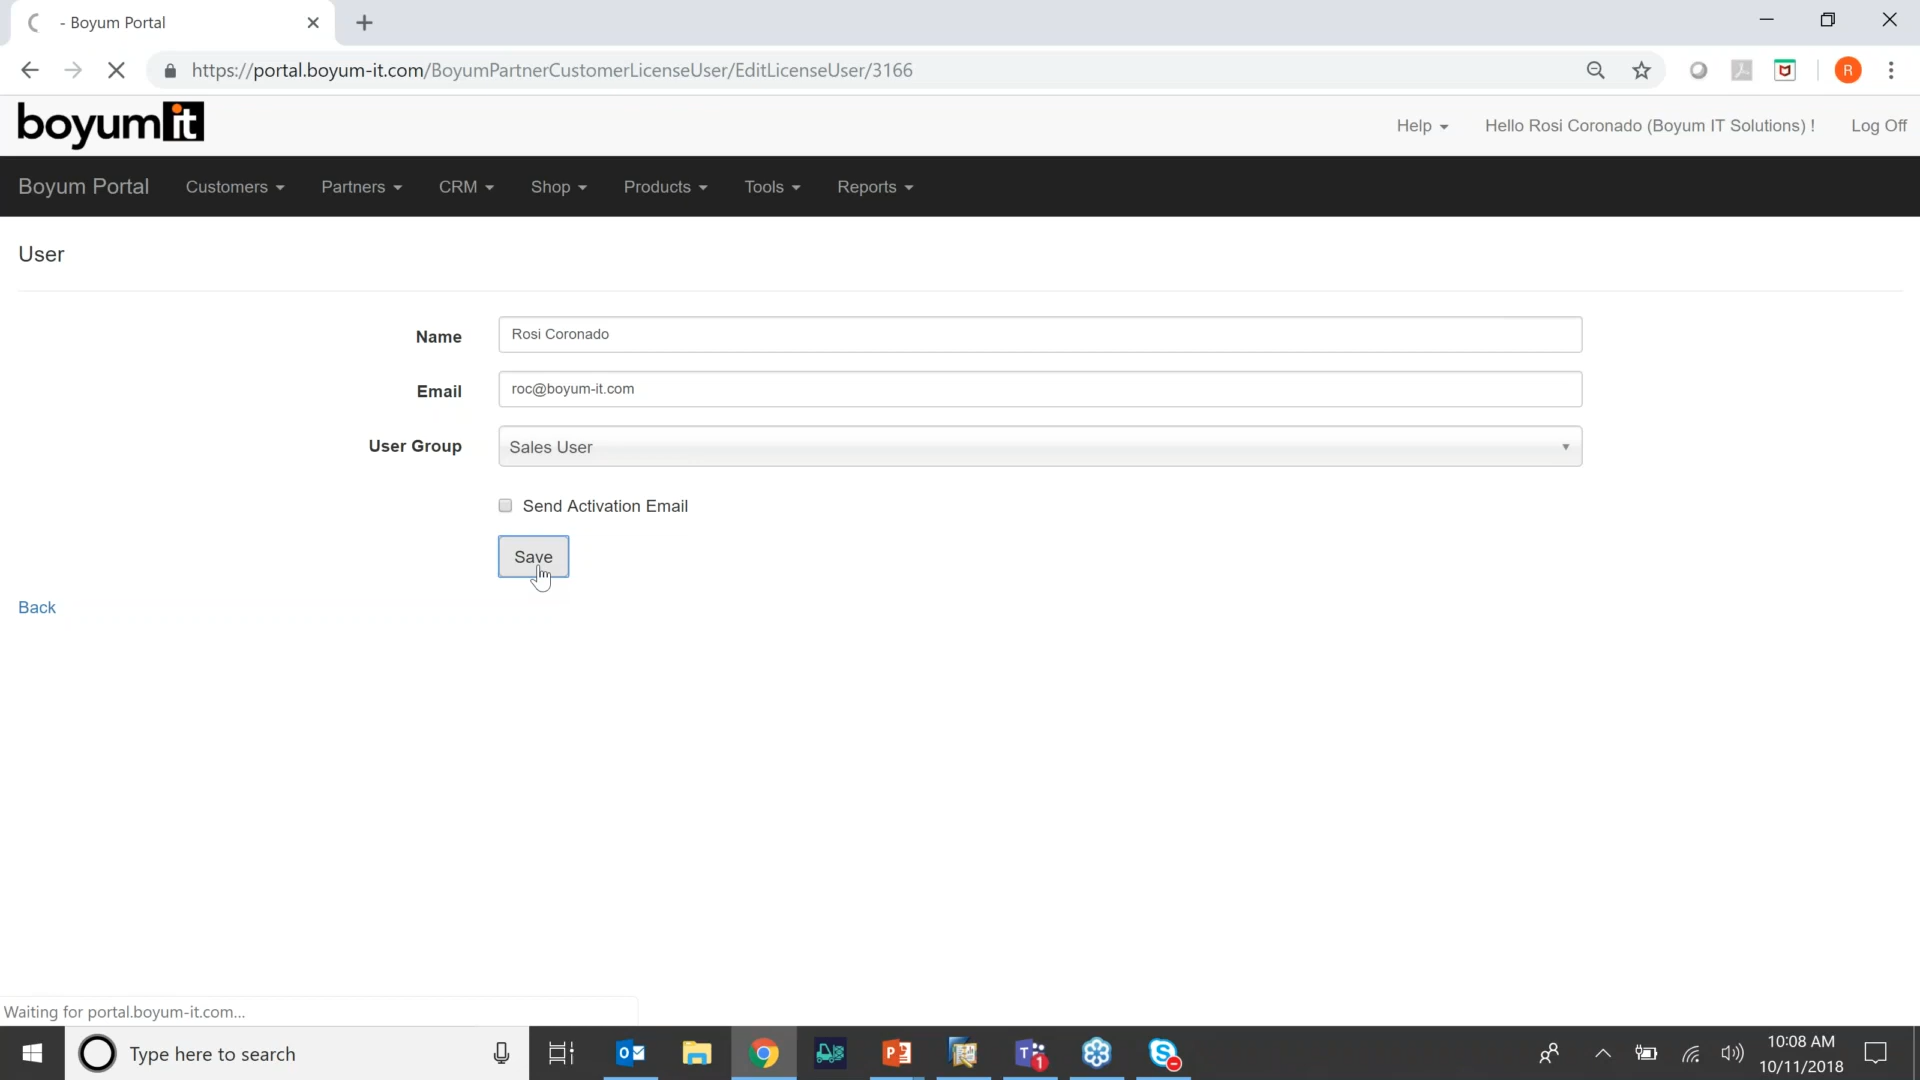 - Boyum Portal
https://portal.boyum-it.com/BoyumPartnerCustomerLicenseUser/EditLicenseUser/3166
R
boyumit
Help
Hello Rosi Coronado (Boyum IT Solutions) !
Log Off
Boyum Portal
Customers
Partners
CRM
Shop
Products
Tools
Reports
User
Name
Rosi Coronado
Email
roc@boyum-it.com
User Group
Sales User
Send Activation Email
Save
Back
Waiting for portal.boyum-it.com...
Type here to search
10:08 AM
10/11/2018